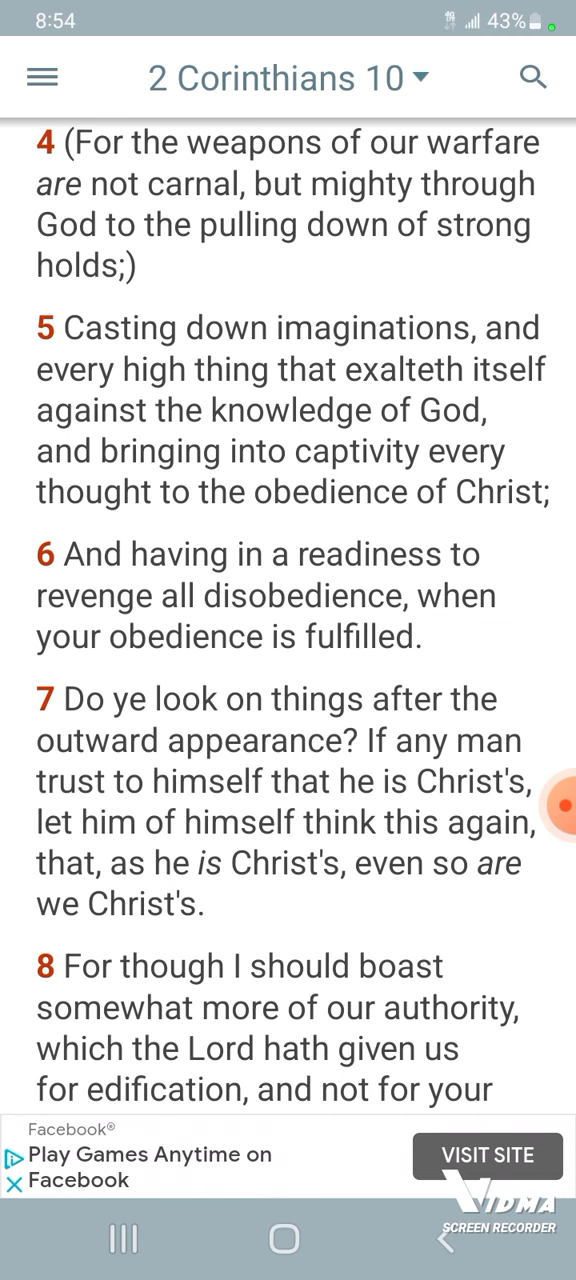 8:54
43%
2 Corinthians 10
4 (For the weapons of our warfare
are not carnal, but mighty through
God to the pulling down of strong
holds;)
5 Casting down imaginations, and
every high thing that exalteth itself
against the knowledge of God,
and bringing into captivity every
thought to the obedience of Christ;
6 And having in a readiness to
revenge all disobedience, when
your obedience is fulfilled.
7 Do ye look on things after the
outward appearance? If any man
trust to himself that he is Christ's,
let him of himself think this again,
that, as he is Christ's, even so are
we Christ's.
8 For though I should boast
somewhat more of our authority,
which the Lord hath given us
for edification, and not for your
Facebook®
Play Games Anytime on
Facebook
VISIT SITE
VIDMA
SCREEN RECORDER